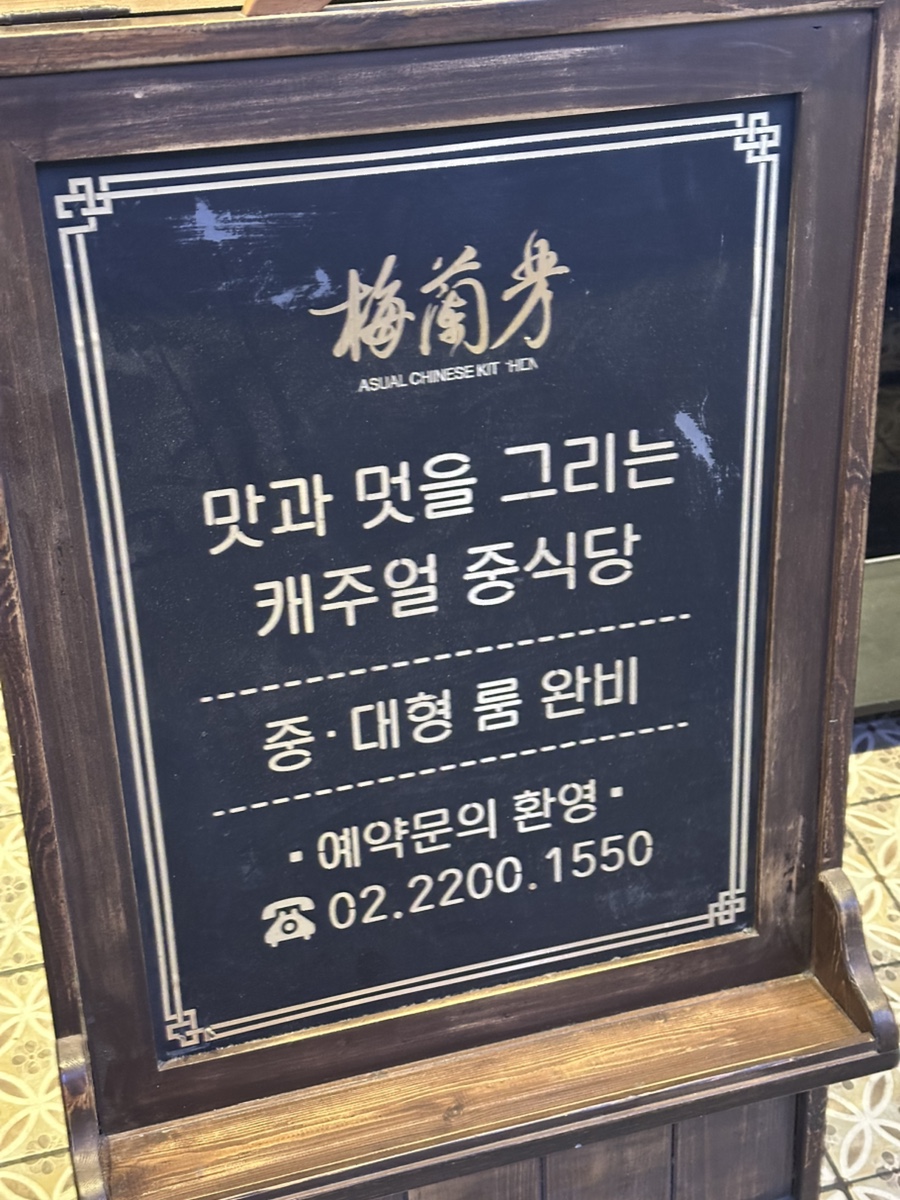 梅蘭芳
ASUAL CHINESE KIT HEN
맛과 멋을 그리는
캐주얼 중식당
중·대형 룸 완비
▪ 예약문의 환영 ▪
☎ 02.2200.1550